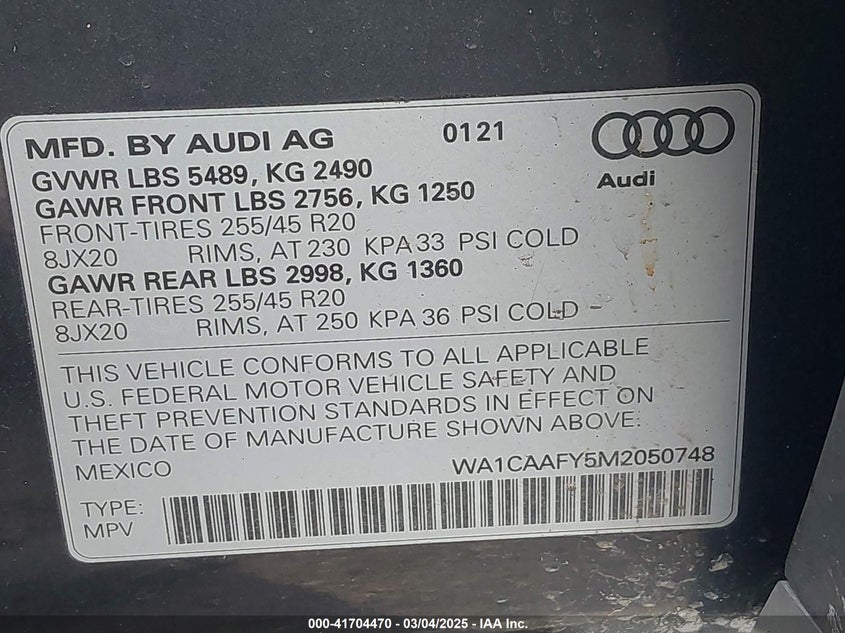 MFD. BY AUDI AG 0121
Audi
GVWR LBS 5489, KG 2490
GAWR FRONT LBS 2756, KG 1250
FRONT-TIRES 255/45 R20
8JX20 RIMS, AT 230 KPA 33 PSI COLD
GAWR REAR LBS 2998, KG 1360
REAR-TIRES 255/45 R20
8JX20 RIMS, AT 250 KPA 36 PSI COLD
THIS VEHICLE CONFORMS TO ALL APPLICABLE
U.S. FEDERAL MOTOR VEHICLE SAFETY AND
THEFT PREVENTION STANDARDS IN EFFECT ON
THE DATE OF MANUFACTURE SHOWN ABOVE:
MEXICO WA1CAAFY5M2050748
TYPE:
MPV
000-41704470 - 03/04/2025 - IAA Inc.